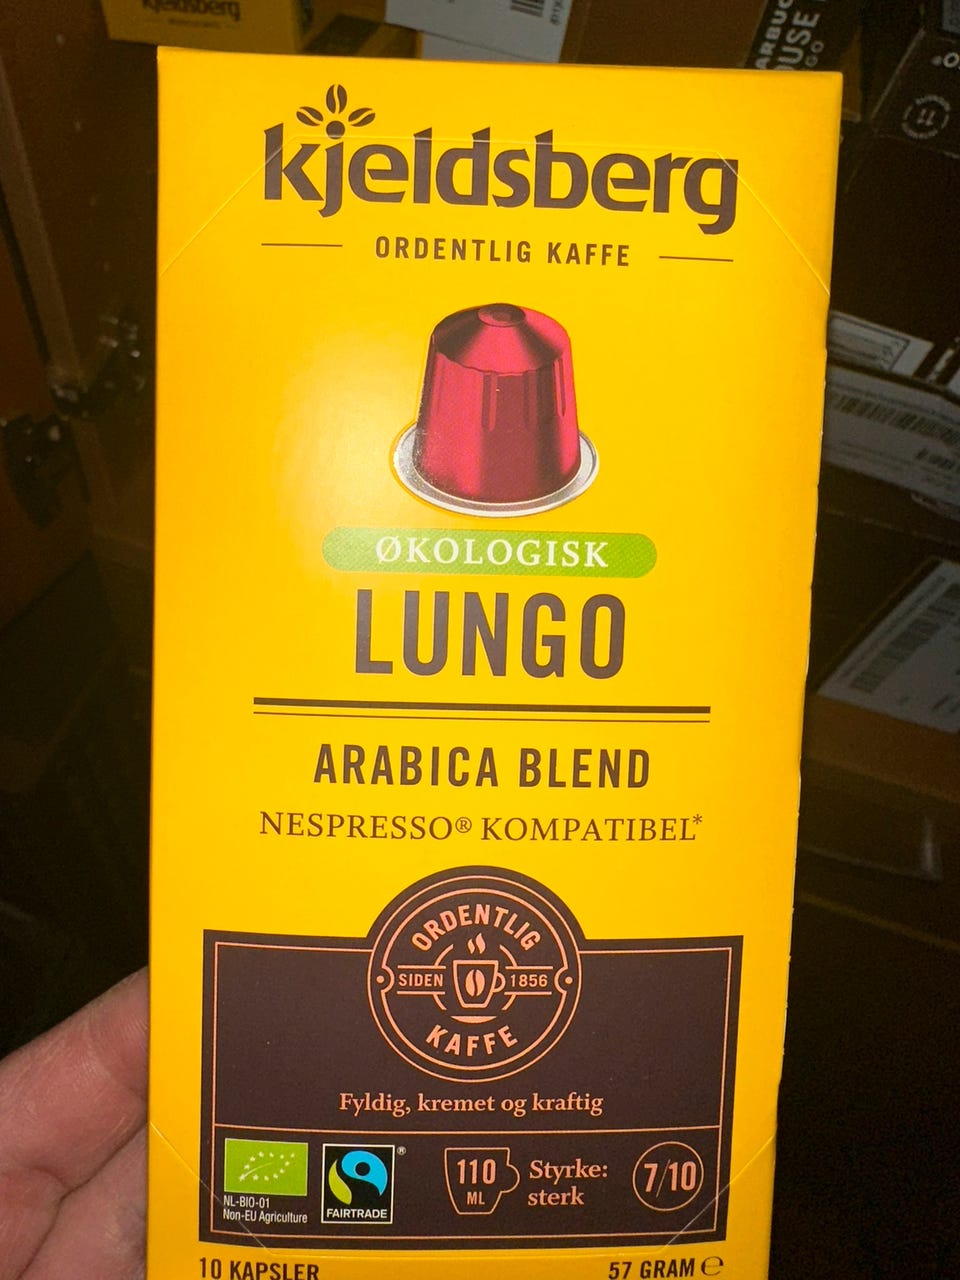 kjeldsberg
kjeldsberg
ORDENTLIG KAFFE
ØKOLOGISK
LUNGO
ARABICA BLEND
NESPRESSO® KOMPATIBEL*
ORDENTLIG
SIDEN 1856
KAFFE
Fyldig, kremet og kraftig
NL-BIO-01
Non-EU Agriculture
FAIRTRADE
®
110
ML
Styrke:
sterk
7/10
10 KAPSLER
57 GRAM ℮